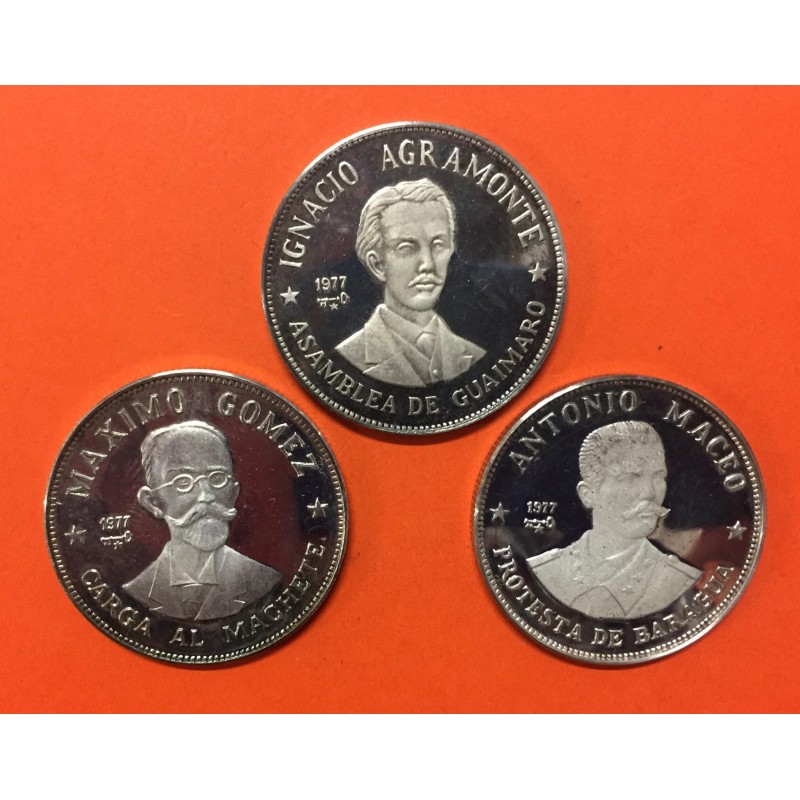 IGNACIO AGRAMONTE
1977
ASAMBLEA DE GUAIMARO
MAXIMO GOMEZ
1977
CARGA AL MACHETE
ANTONIO MACEO
1977
PROTESTA DE BARAGUA